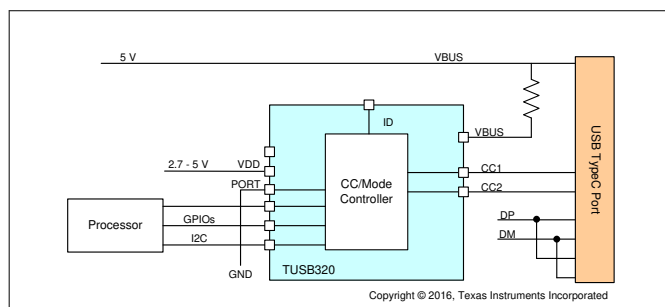 5 V
VBUS
ID
VBUS
2.7 - 5 V
VDD
PORT
CC/Mode
Controller
CC1
CC2
USB TypeC Port
Processor
GPIOs
I2C
DP
DM
GND
TUSB320
Copyright © 2016, Texas Instruments Incorporated